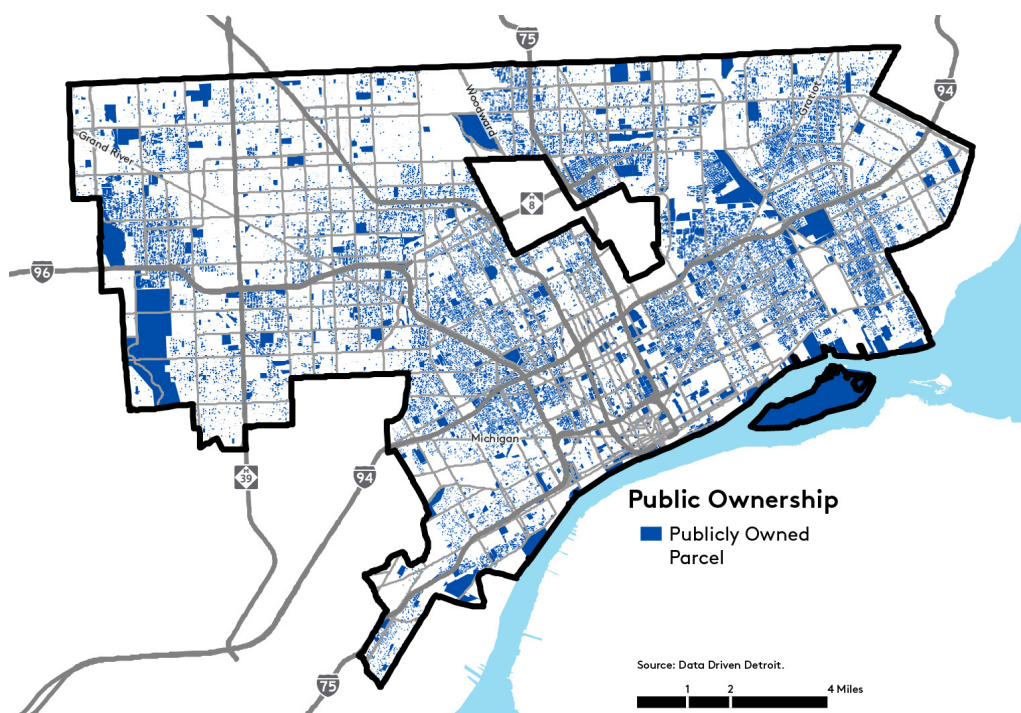 75
94
Woodward
Gratiot
Grand River
M
8
96
Michigan
M
39
94
Public Ownership
Publicly Owned
Parcel
75
Source: Data Driven Detroit.
1 2 4 Miles